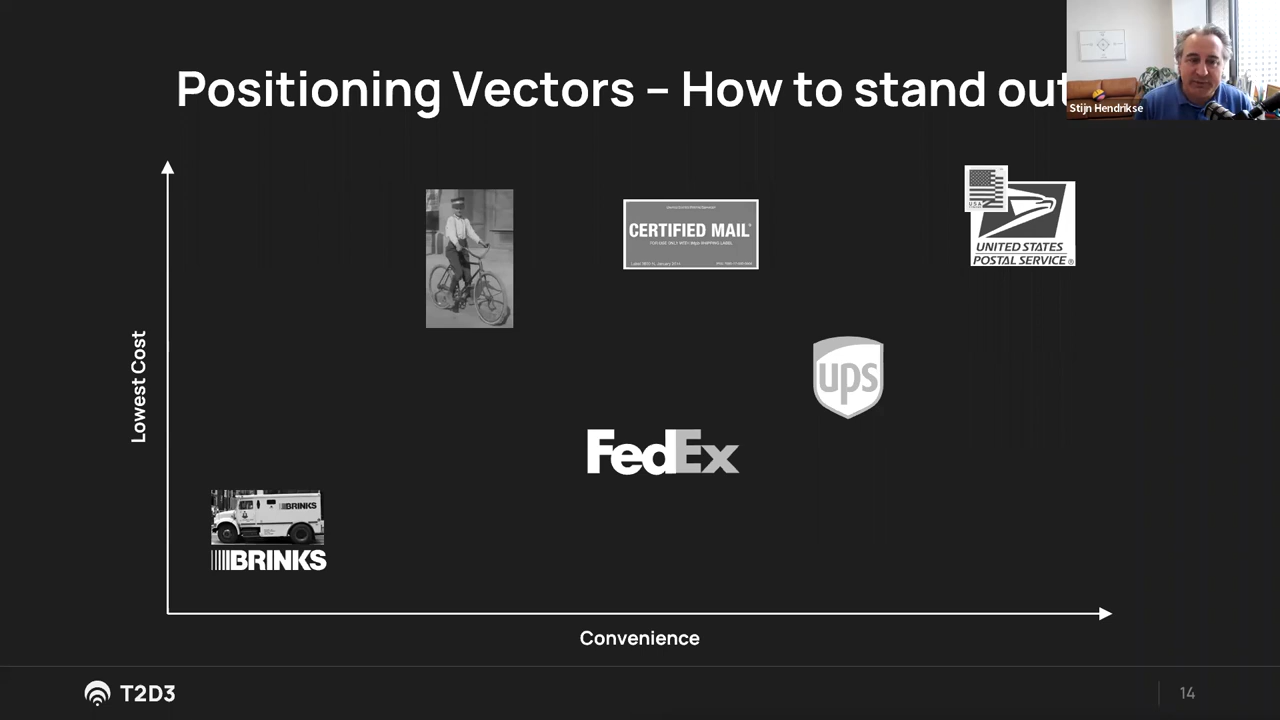 Positioning Vectors – How to stand out
Stijn Hendrikse
CERTIFIED MAIL®
USA
UNITED STATES
POSTAL SERVICE®
Lowest Cost
ups
FedEx
BRINKS
BRINKS
Convenience
T2D3
14